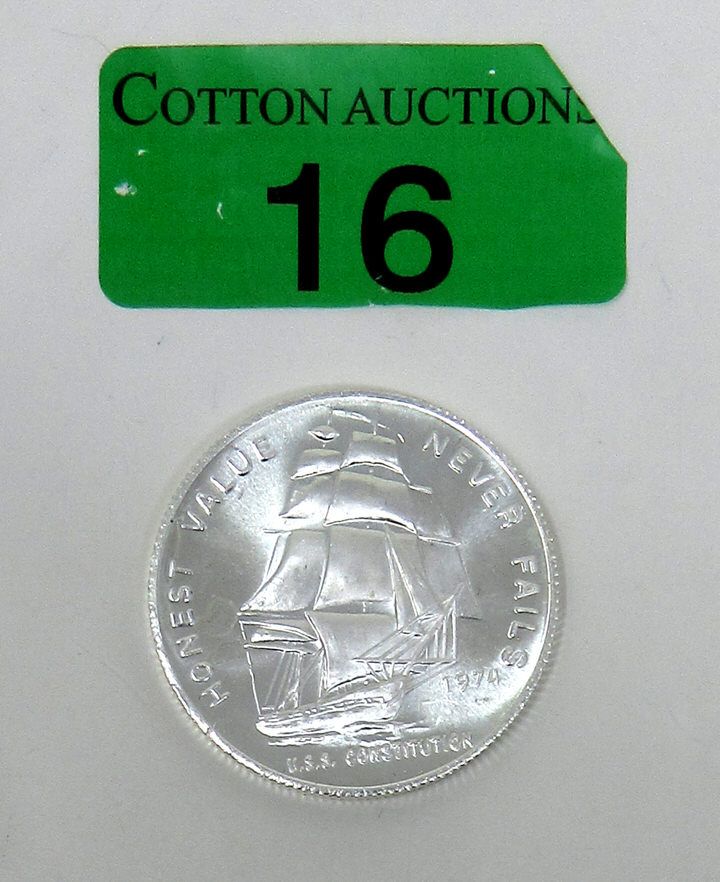 COTTON AUCTIONS
16
HONEST VALUE NEVER FAILS
1974
U.S.S. CONSTITUTION